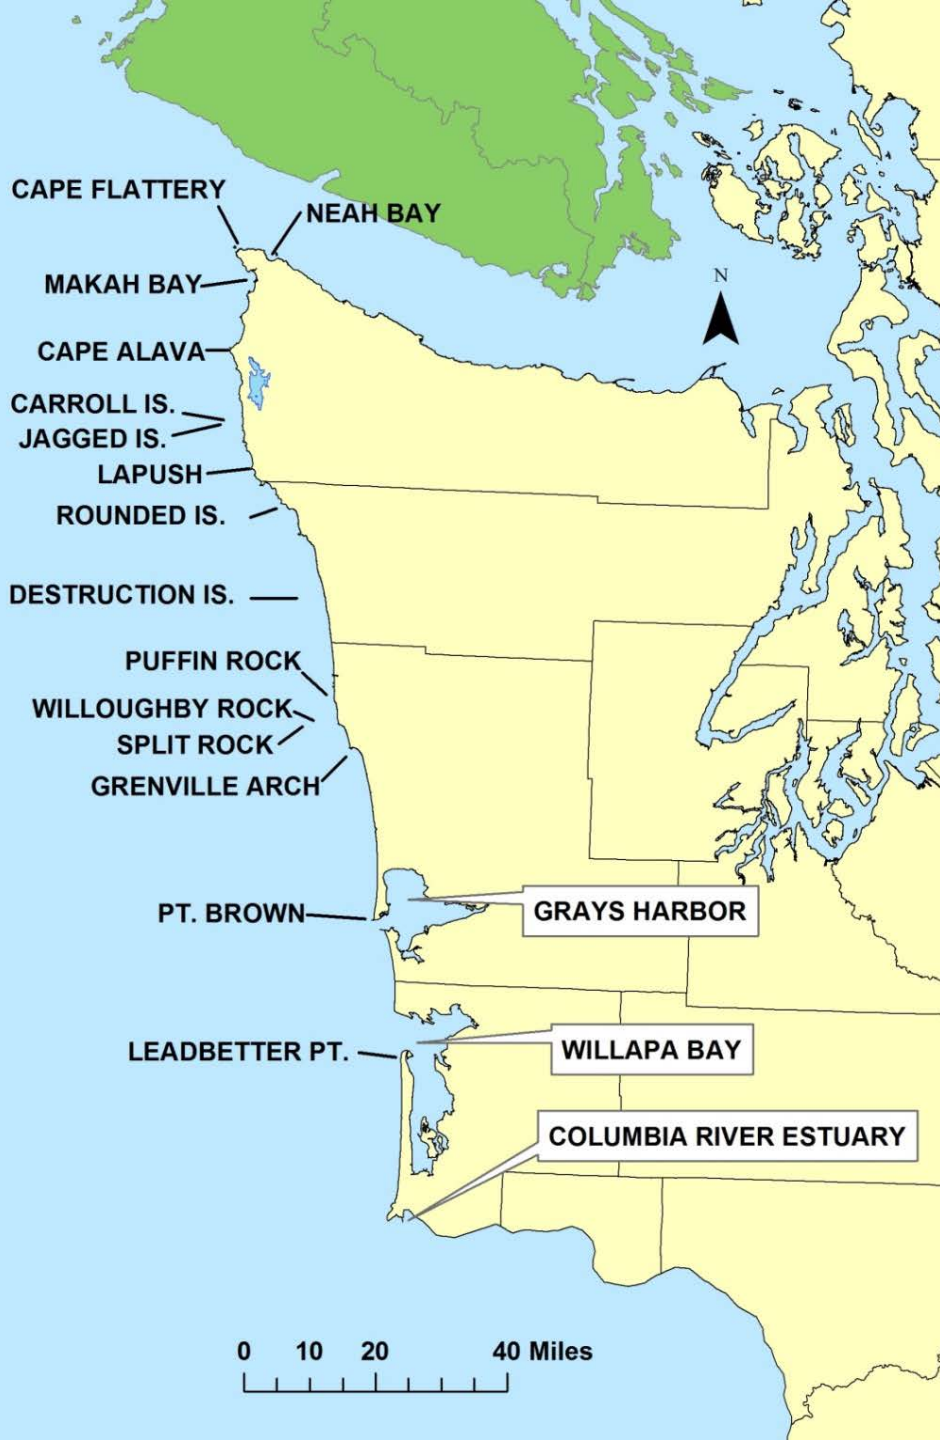 CAPE FLATTERY
NEAH BAY
N
MAKAH BAY
CAPE ALAVA
CARROLL IS.
JAGGED IS.
LAPUSH
ROUNDED IS.
DESTRUCTION IS.
PUFFIN ROCK
WILLOUGHBY ROCK
SPLIT ROCK
GRENVILLE ARCH
PT. BROWN
GRAYS HARBOR
LEADBETTER PT.
WILLAPA BAY
COLUMBIA RIVER ESTUARY
0 10 20 40 Miles